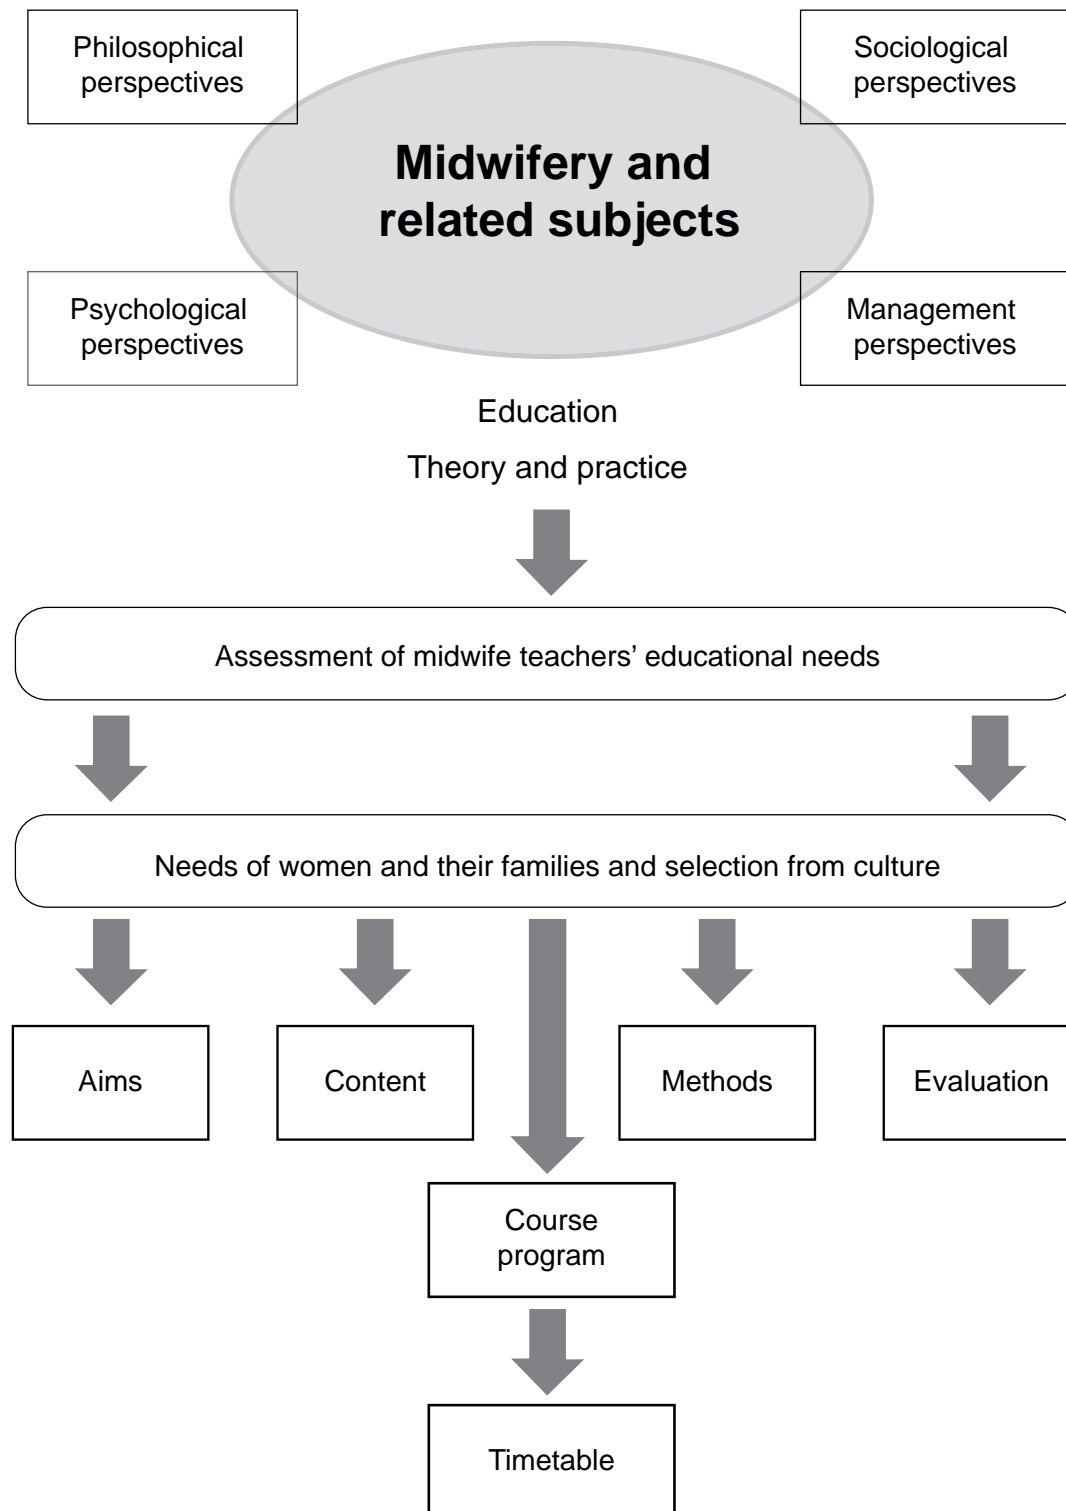 Philosophical
perspectives
Sociological
perspectives
Midwifery and
related subjects
Psychological
perspectives
Management
perspectives
Education
Theory and practice
Assessment of midwife teachers’ educational needs
Needs of women and their families and selection from culture
Aims
Content
Methods
Evaluation
Course
program
Timetable